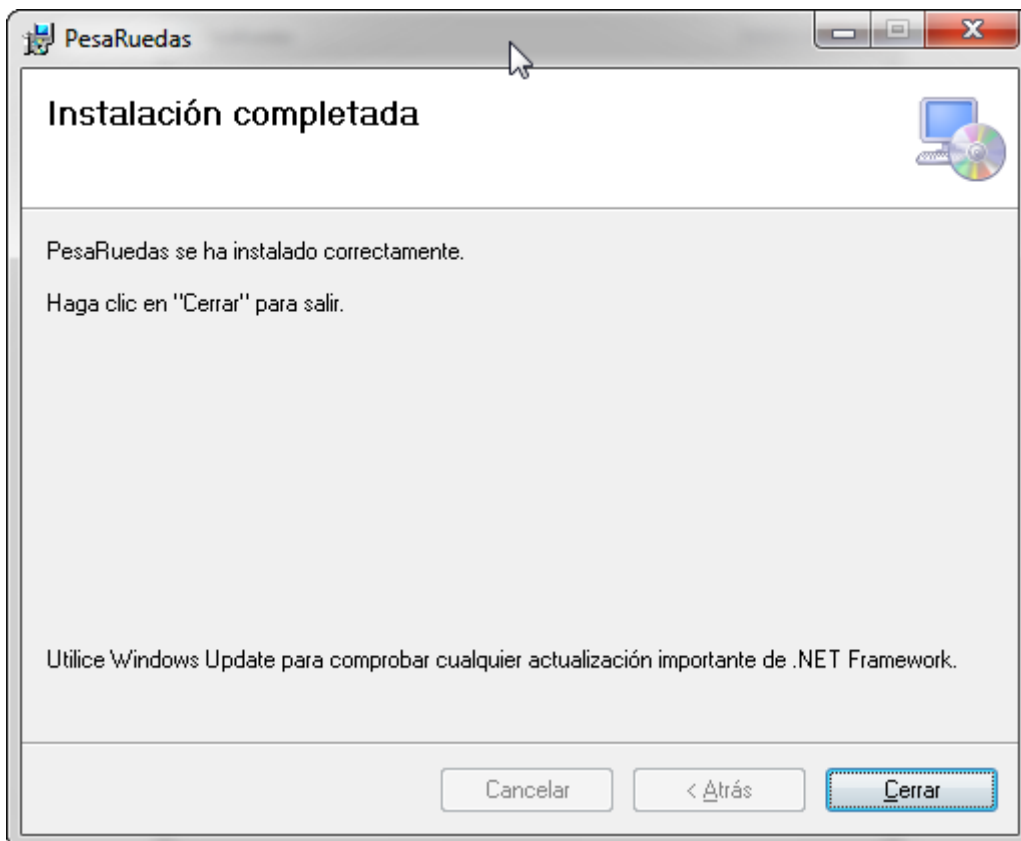 PesaRuedas
Instalación completada
PesaRuedas se ha instalado correctamente.
Haga clic en "Cerrar" para salir.
Utilice Windows Update para comprobar cualquier actualización importante de .NET Framework.
Cancelar
< Atrás
Cerrar